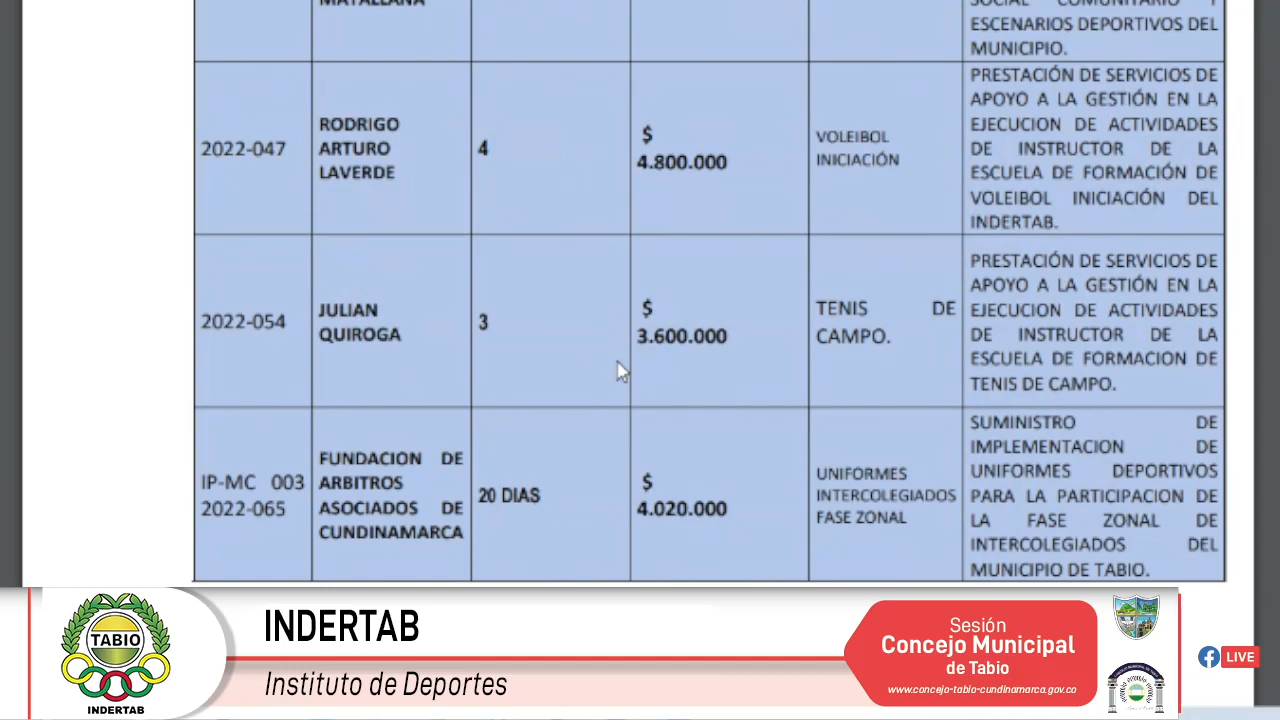 MATALLANA
SOCIAL COMUNITARIO Y
ESCENARIOS DEPORTIVOS DEL
MUNICIPIO.
2022-047
RODRIGO
ARTURO
LAVERDE
4
$
4.800.000
VOLEIBOL
INICIACIÓN
PRESTACIÓN DE SERVICIOS DE
APOYO A LA GESTIÓN EN LA
EJECUCION DE ACTIVIDADES
DE INSTRUCTOR DE LA
ESCUELA DE FORMACIÓN DE
VOLEIBOL INICIACIÓN DEL
INDERTAB.
2022-054
JULIAN
QUIROGA
3
$
3.600.000
TENIS DE
CAMPO.
PRESTACIÓN DE SERVICIOS DE
APOYO A LA GESTIÓN EN LA
EJECUCION DE ACTIVIDADES
DE INSTRUCTOR DE LA
ESCUELA DE FORMACION DE
TENIS DE CAMPO.
IP-MC 003
2022-065
FUNDACION DE
ARBITROS
ASOCIADOS DE
CUNDINAMARCA
20 DIAS
$
4.020.000
UNIFORMES
INTERCOLEGIADOS
FASE ZONAL
SUMINISTRO DE
IMPLEMENTACION DE
UNIFORMES DEPORTIVOS
PARA LA PARTICIPACION DE
LA FASE ZONAL DE
INTERCOLEGIADOS DEL
MUNICIPIO DE TABIO.
TABIO
INDERTAB
INDERTAB
Instituto de Deportes
Sesión
Concejo Municipal
de Tabio
www.concejo-tabio-cundinamarca.gov.co
LIVE